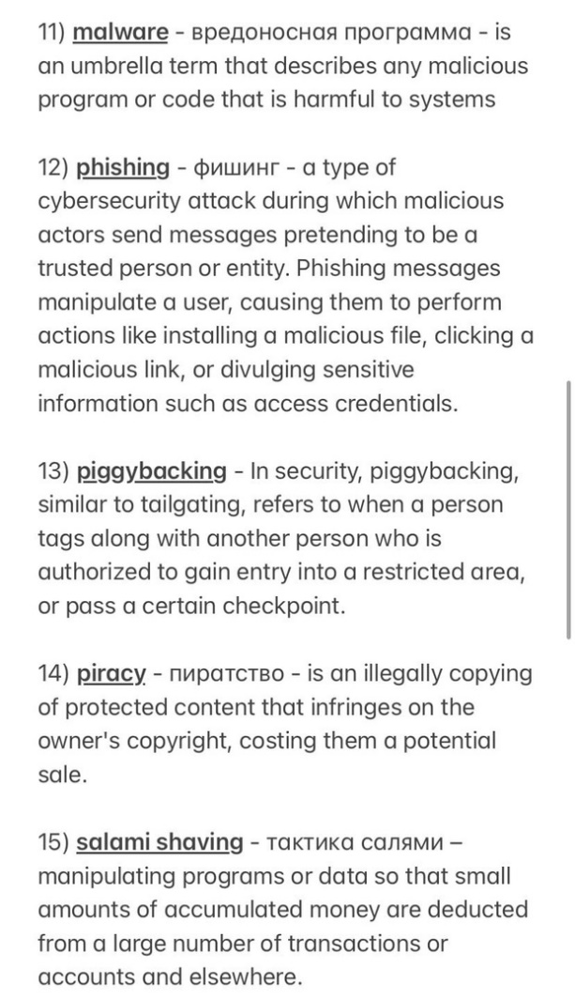 11) malware - вредоносная программа - is
an umbrella term that describes any malicious
program or code that is harmful to systems
12) phishing - фишинг - a type of
cybersecurity attack during which malicious
actors send messages pretending to be a
trusted person or entity. Phishing messages
manipulate a user, causing them to perform
actions like installing a malicious file, clicking a
malicious link, or divulging sensitive
information such as access credentials.
13) piggybacking - In security, piggybacking,
similar to tailgating, refers to when a person
tags along with another person who is
authorized to gain entry into a restricted area,
or pass a certain checkpoint.
14) piracy - пиратство - is an illegally copying
of protected content that infringes on the
owner's copyright, costing them a potential
sale.
15) salami shaving - тактика салями –
manipulating programs or data so that small
amounts of accumulated money are deducted
from a large number of transactions or
accounts and elsewhere.